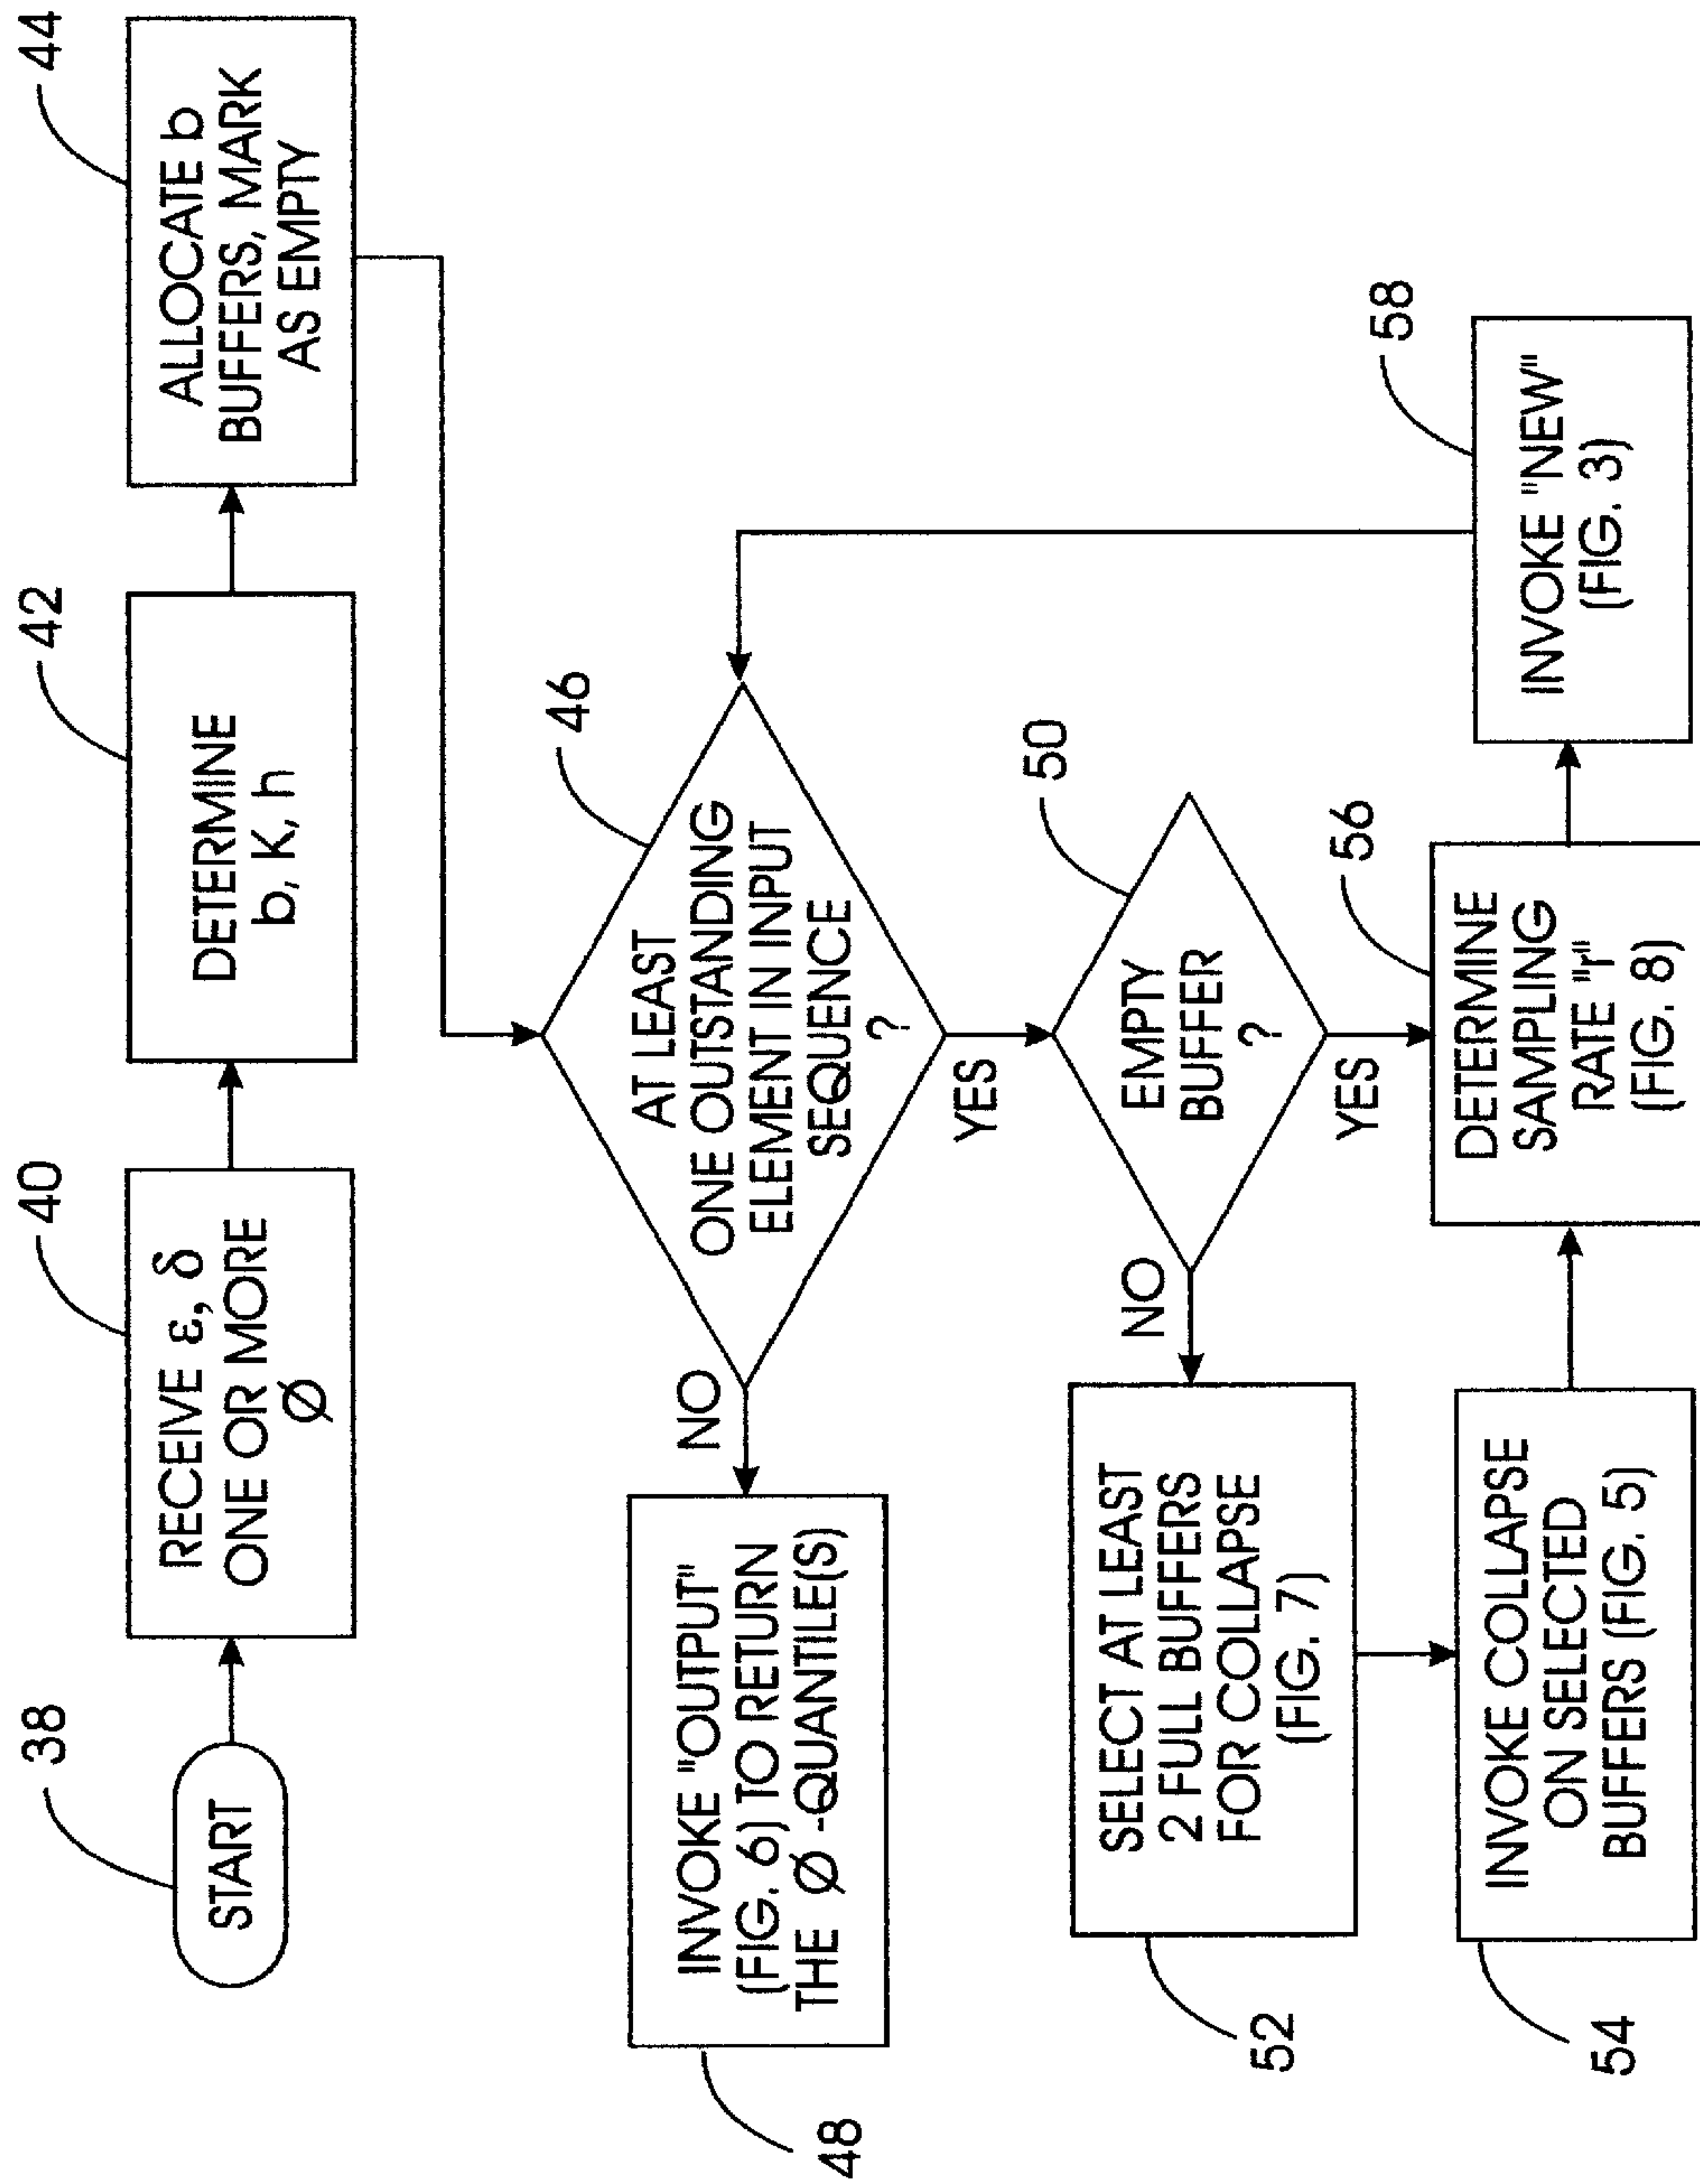 38
START
40
RECEIVE ε, δ
ONE OR MORE
Ø
42
DETERMINE
b, K, h
44
ALLOCATE b
BUFFERS, MARK
AS EMPTY
46
AT LEAST
ONE OUTSTANDING
ELEMENT IN INPUT
SEQUENCE
?
NO
YES
48
INVOKE "OUTPUT"
(FIG. 6) TO RETURN
THE Ø -QUANTILE(S)
50
EMPTY
BUFFER
?
NO
YES
52
SELECT AT LEAST
2 FULL BUFFERS
FOR COLLAPSE
(FIG. 7)
54
INVOKE COLLAPSE
ON SELECTED
BUFFERS (FIG. 5)
56
DETERMINE
SAMPLING
RATE "r"
(FIG. 8)
58
INVOKE "NEW"
(FIG. 3)